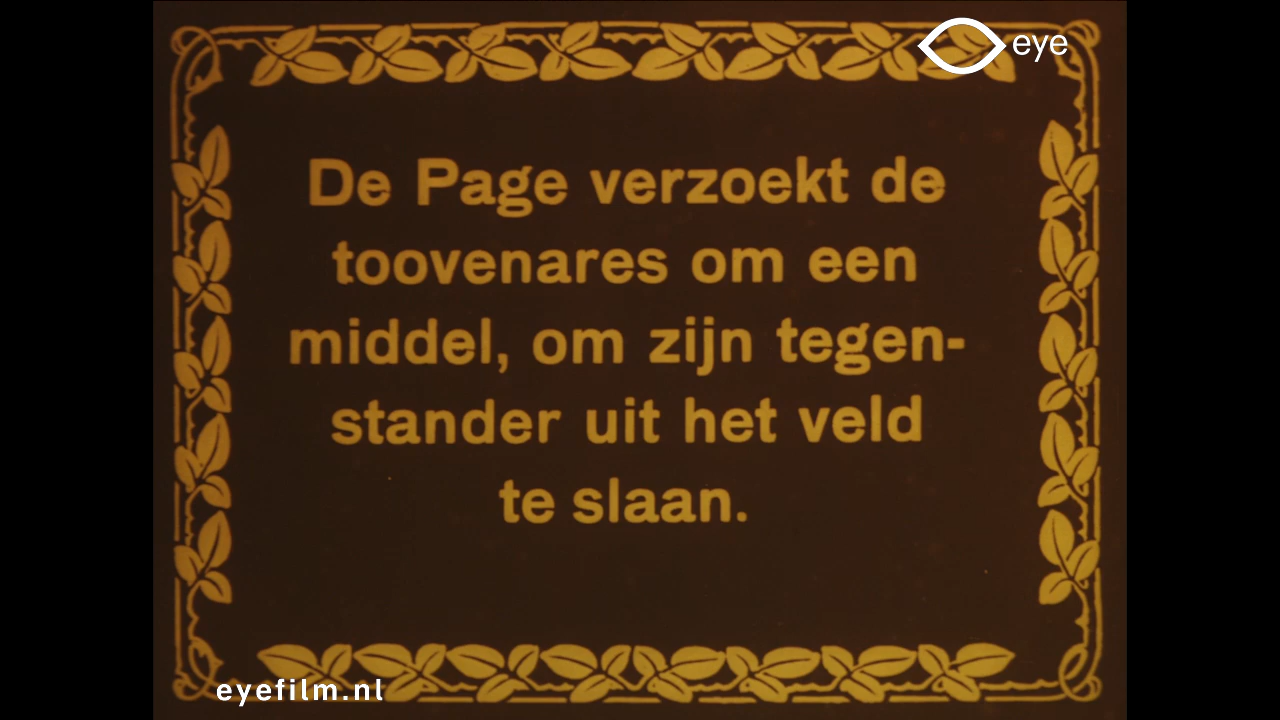 eye
De Page verzoekt de
toovenares om een
middel, om zijn tegen-
stander uit het veld
te slaan.
eyefilm.nl